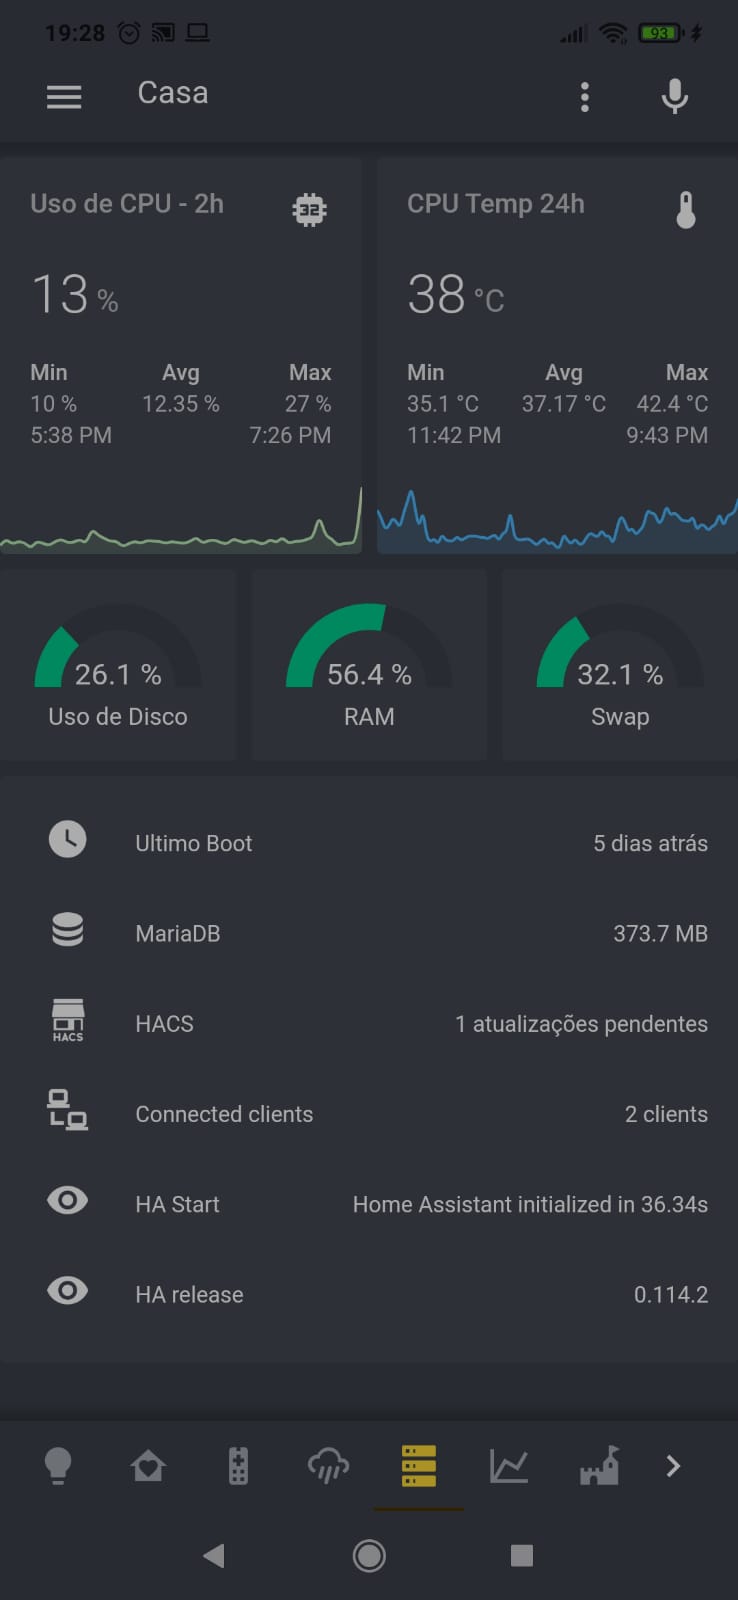 19:28
93
Casa
Uso de CPU - 2h
32
13 %
Min Avg Max
10 % 12.35 % 27 %
5:38 PM 7:26 PM
CPU Temp 24h
38 °C
Min Avg Max
35.1 °C 37.17 °C 42.4 °C
11:42 PM 9:43 PM
26.1 %
Uso de Disco
56.4 %
RAM
32.1 %
Swap
Ultimo Boot 5 dias atrás
MariaDB 373.7 MB
HACS HACS 1 atualizações pendentes
Connected clients 2 clients
HA Start Home Assistant initialized in 36.34s
HA release 0.114.2